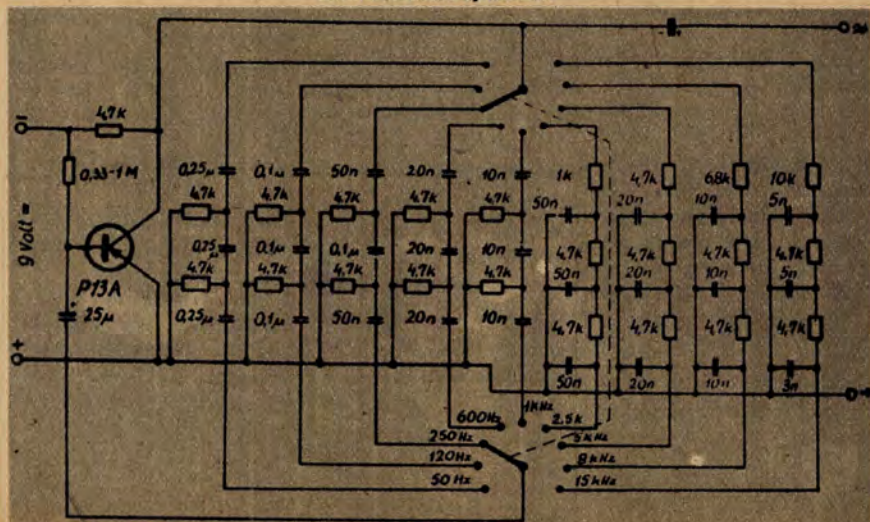 4,7k
0,33-1M
9 Volt =
P13A
25µ
0,25µ 0,1µ 50n 20n 10n 1k 4,7k 6,8k 10k
4.7k 4.7k 4.7k 4.7k 4.7k 50n 20n 10n 5n
0,25µ 0,1µ 0,1µ 20n 10n 4,7k 4,7k 4,7k 4,7k
4.7k 4.7k 4.7k 4.7k 4.7k 50n 20n 10n 5n
0,25µ 0,1µ 50n 20n 10n 4,7k 4,7k 4,7k 4,7k
50n 20n 10n 3n
600Hz 1kHz 2.5k
250Hz 5kHz
120Hz 9kHz
50Hz 15kHz